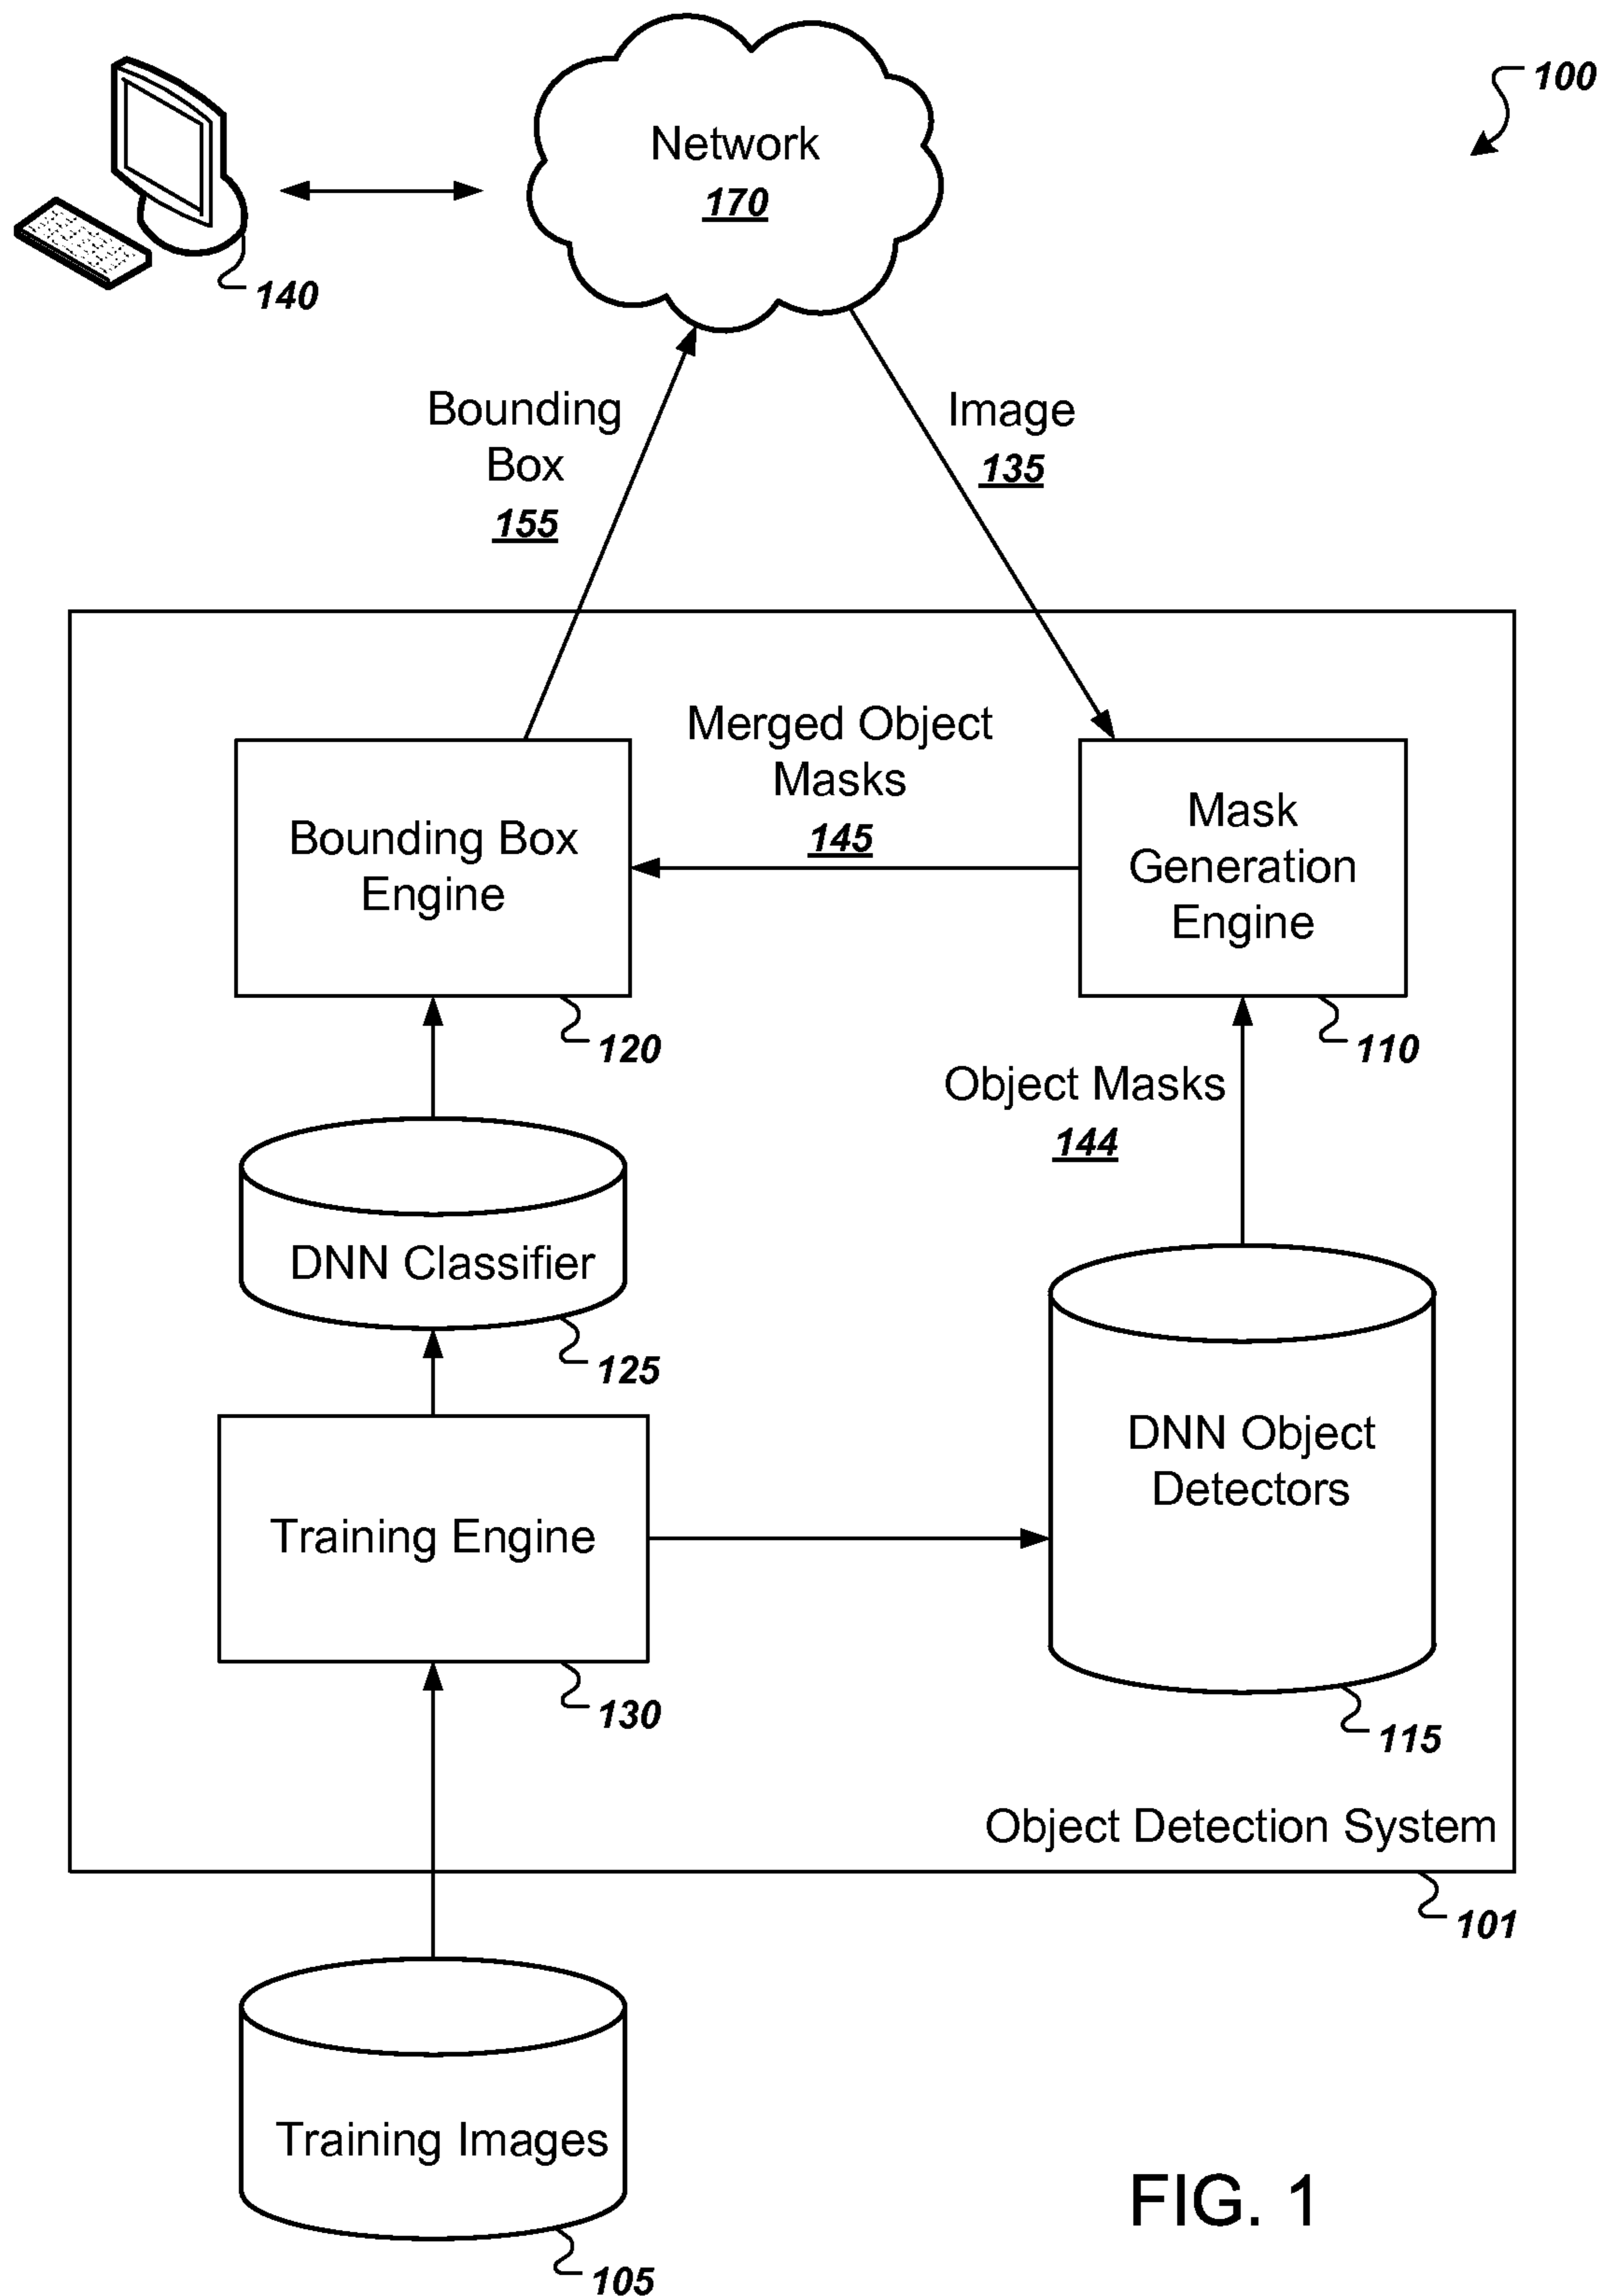 100
Network
170
140
Bounding
Box
155
Image
135
Merged Object
Masks
145
Bounding Box
Engine
120
Mask
Generation
Engine
110
Object Masks
144
DNN Classifier
125
DNN Object
Detectors
115
Training Engine
130
Object Detection System
101
Training Images
105
FIG. 1